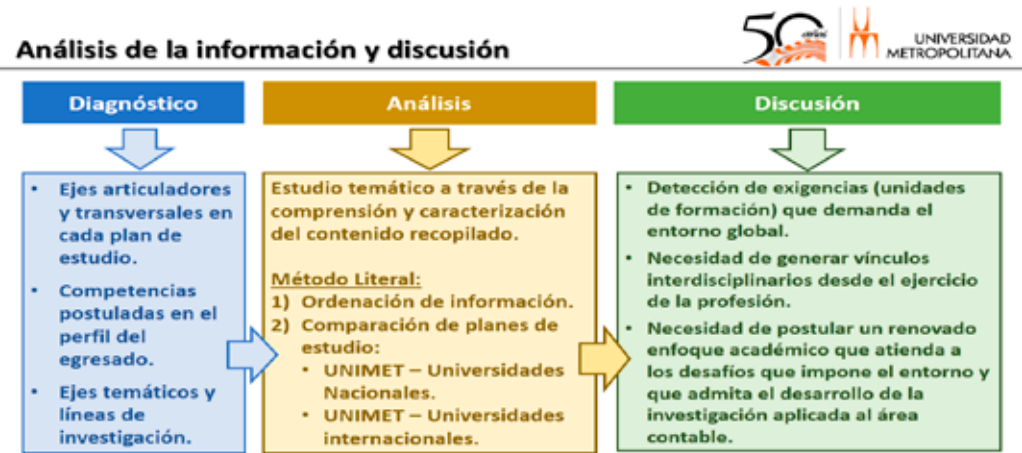 Análisis de la información y discusión
50 años
UNIVERSIDAD
METROPOLITANA
Diagnóstico
• Ejes articuladores
y transversales en
cada plan de
estudio.
• Competencias
postuladas en el
perfil del
egresado.
• Ejes temáticos y
líneas de
investigación.
Análisis
Estudio temático a través de la
comprensión y caracterización
del contenido recopilado.
Método Literal:
1) Ordenación de información.
2) Comparación de planes de
estudio:
• UNIMET – Universidades
Nacionales.
• UNIMET – Universidades
internacionales.
Discusión
• Detección de exigencias (unidades
de formación) que demanda el
entorno global.
• Necesidad de generar vínculos
interdisciplinarios desde el ejercicio
de la profesión.
• Necesidad de postular un renovado
enfoque académico que atienda a
los desafíos que impone el entorno y
que admita el desarrollo de la
investigación aplicada al área
contable.